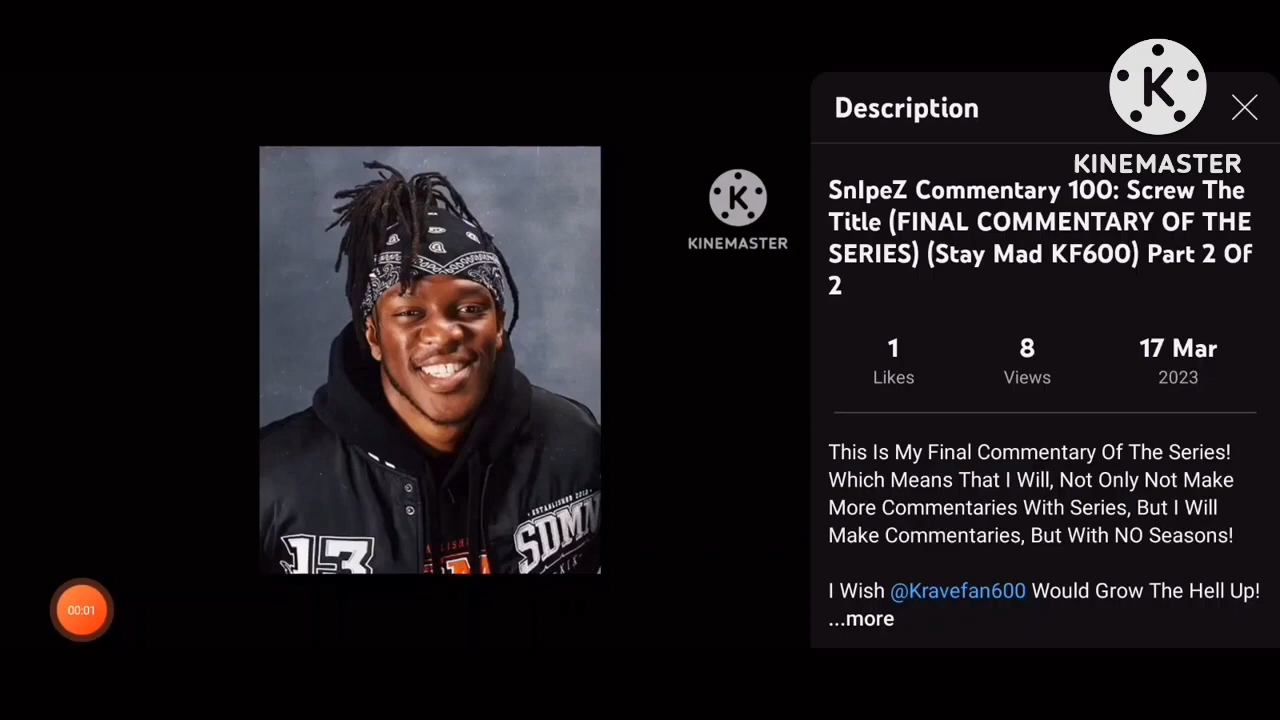 K
KINEMASTER
Description
SnIpeZ Commentary 100: Screw The
Title (FINAL COMMENTARY OF THE
SERIES) (Stay Mad KF600) Part 2 Of
2
K
KINEMASTER
1
Likes
8
Views
17 Mar
2023
This Is My Final Commentary Of The Series!
Which Means That I Will, Not Only Not Make
More Commentaries With Series, But I Will
Make Commentaries, But With NO Seasons!
I Wish @Kravefan600 Would Grow The Hell Up!
...more
13
SDMN
00:01